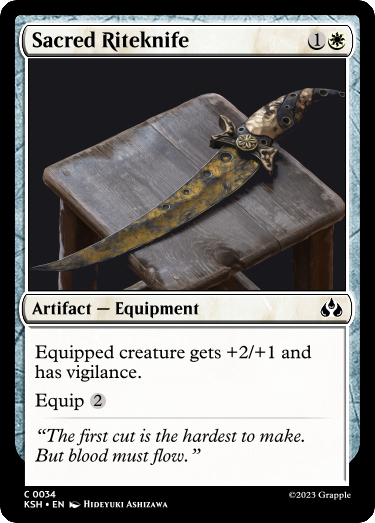 Sacred Riteknife 1
Artifact — Equipment
Equipped creature gets +2/+1 and
has vigilance.
Equip 2
“The first cut is the hardest to make.
But blood must flow.”
C 0034
KSH • EN Hideyuki Ashizawa
©2023 Grapple